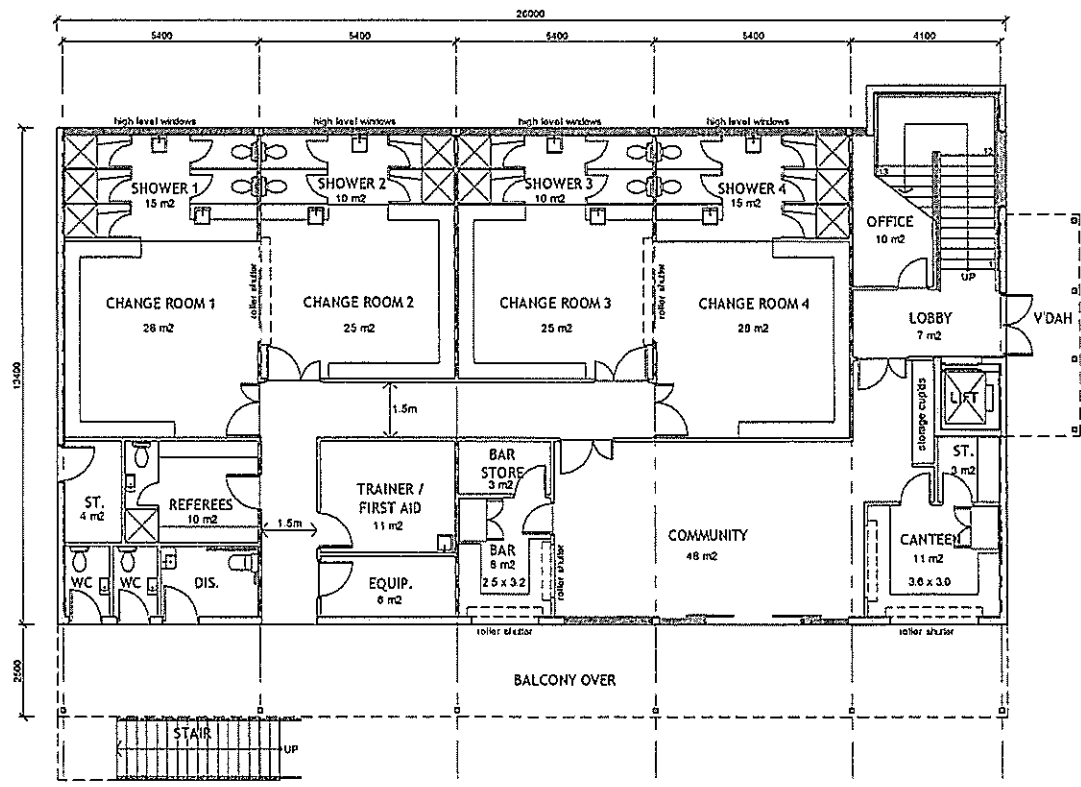 26000
5400
5400
5400
5400
4100
high level windows
high level windows
high level windows
high level windows
SHOWER 1
15 m2
SHOWER 2
10 m2
SHOWER 3
10 m2
SHOWER 4
15 m2
12
13
OFFICE
10 m2
1
UP
CHANGE ROOM 1
28 m2
roller shutter
CHANGE ROOM 2
25 m2
CHANGE ROOM 3
25 m2
roller shutter
CHANGE ROOM 4
28 m2
LOBBY
7 m2
V'DAH
13400
1.5m
LIFT
storage cup'ds
ST.
4 m2
REFEREES
10 m2
1.5m
TRAINER /
FIRST AID
11 m2
BAR
STORE
3 m2
ST.
3 m2
COMMUNITY
48 m2
BAR
8 m2
2.5 x 3.2
roller shutter
CANTEEN
11 m2
3.6 x 3.0
WC
WC
DIS.
EQUIP.
6 m2
roller shutter
roller shutter
2500
BALCONY OVER
STAIR
UP